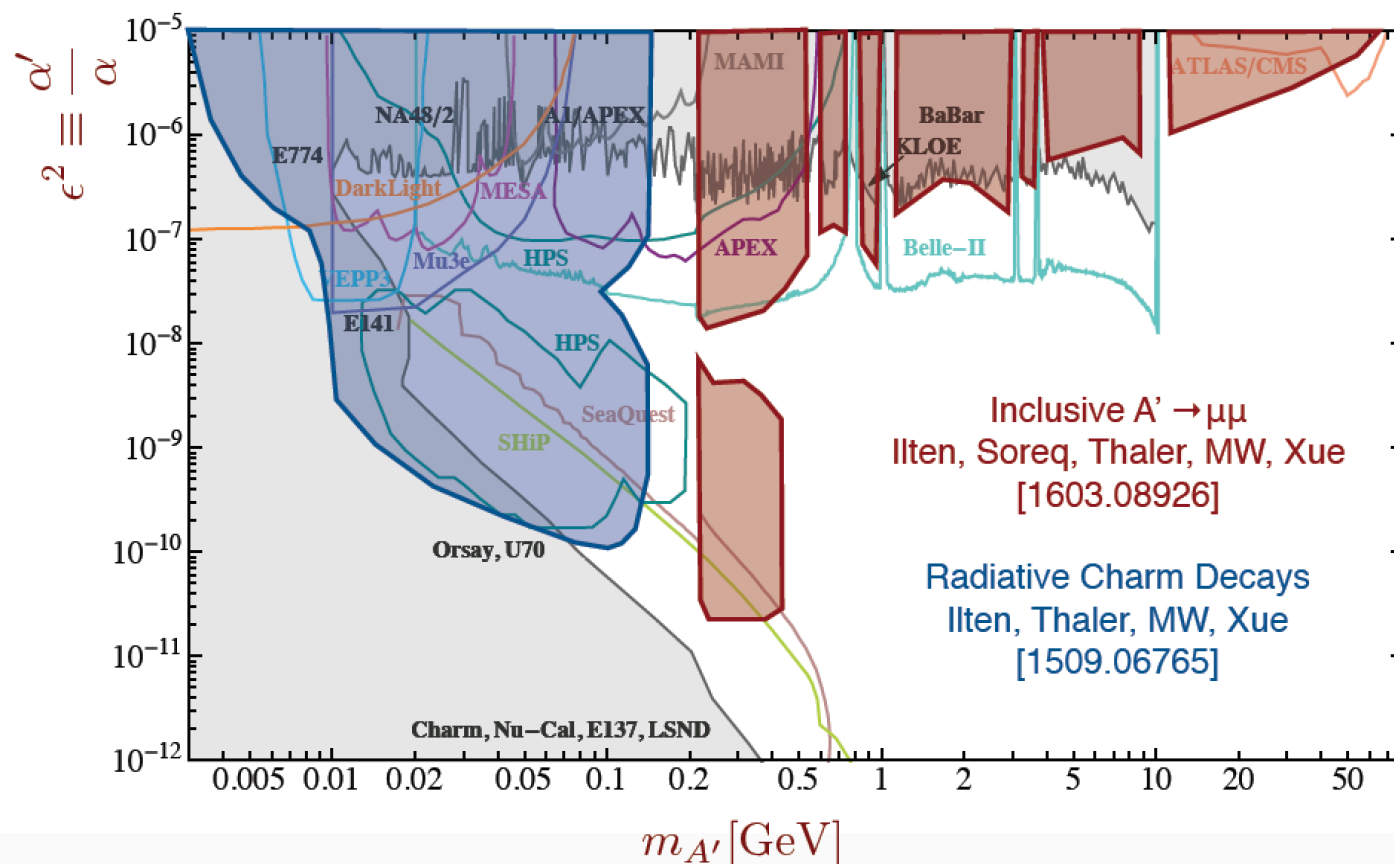 ϵ² ≡ α′/α
10⁻⁵
10⁻⁶
10⁻⁷
10⁻⁸
10⁻⁹
10⁻¹⁰
10⁻¹¹
10⁻¹²
MAMI
ATLAS/CMS
NA48/2
A1/APEX
BaBar
KLOE
E774
DarkLight
MESA
Mu3e
HPS
APEX
Belle−II
VEPP3
E141
HPS
SeaQuest
SHiP
Orsay, U70
Charm, Nu−Cal, E137, LSND
Inclusive A’ →μμ
Ilten, Soreq, Thaler, MW, Xue
[1603.08926]
Radiative Charm Decays
Ilten, Thaler, MW, Xue
[1509.06765]
0.005 0.01 0.02 0.05 0.1 0.2 0.5 1 2 5 10 20 50
m_A′ [GeV]